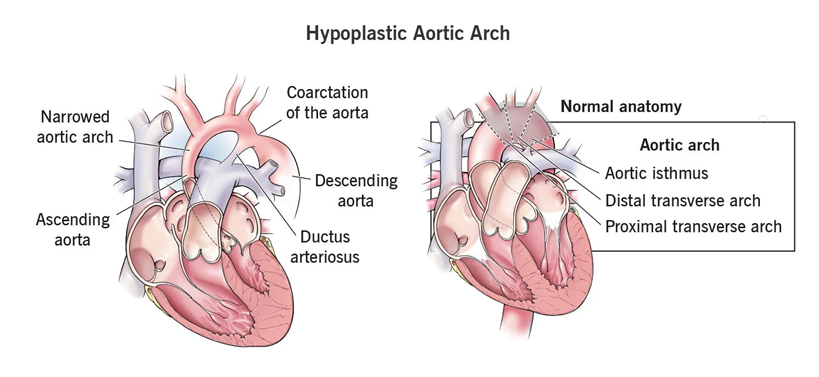 Hypoplastic Aortic Arch
Narrowed
aortic arch
Ascending
aorta
Coarctation
of the aorta
Descending
aorta
Ductus
arteriosus
Normal anatomy
Aortic arch
Aortic isthmus
Distal transverse arch
Proximal transverse arch